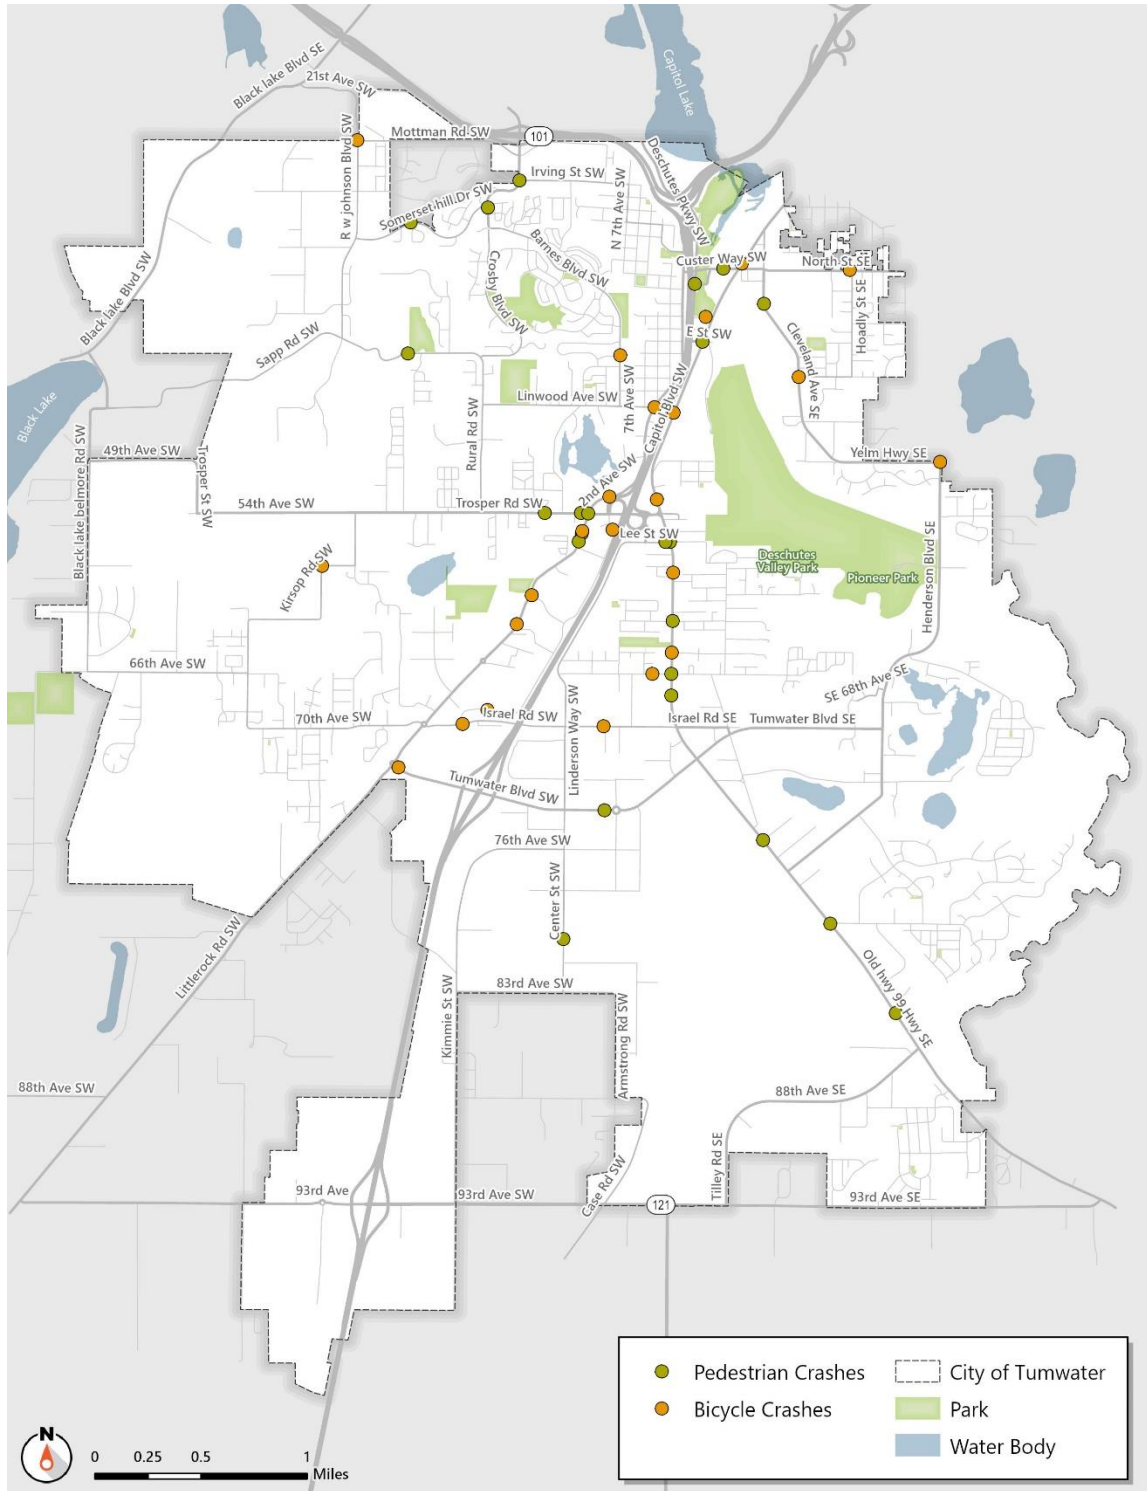 Black lake Blvd SE
21st Ave SW
Capitol Lake
Mottman Rd SW
101
R w johnson Blvd SW
Irving St SW
Deschutes Pkwy SW
Somerset hill Dr SW
N 7th Ave SW
Barnes Blvd SW
Crosby Blvd SW
Custer Way SW
North St SE
Black lake Blvd SW
Hoadly St SE
Sapp Rd SW
E St SW
Cleveland Ave SE
Linwood Ave SW
7th Ave SW
Capitol Blvd SW
Black Lake
Rural Rd SW
49th Ave SW
Trosper St SW
Yelm Hwy SE
Black lake belmore Rd SW
2nd Ave SW
54th Ave SW
Trosper Rd SW
Lee St SW
Deschutes
Valley Park
Pioneer Park
Kirsop Rd SW
Henderson Blvd SE
66th Ave SW
SE 68th Ave SE
70th Ave SW
Israel Rd SW
Linderson Way SW
Israel Rd SE
Tumwater Blvd SE
Tumwater Blvd SW
76th Ave SW
Center St SW
Littlerock Rd SW
Old hwy 99 Hwy SE
83rd Ave SW
Kimmie St SW
Armstrong Rd SW
88th Ave SW
88th Ave SE
Tilley Rd SE
Case Rd SW
93rd Ave
93rd Ave SW
121
93rd Ave SE
Pedestrian Crashes
Bicycle Crashes
City of Tumwater
Park
Water Body
N
0 0.25 0.5 1
Miles